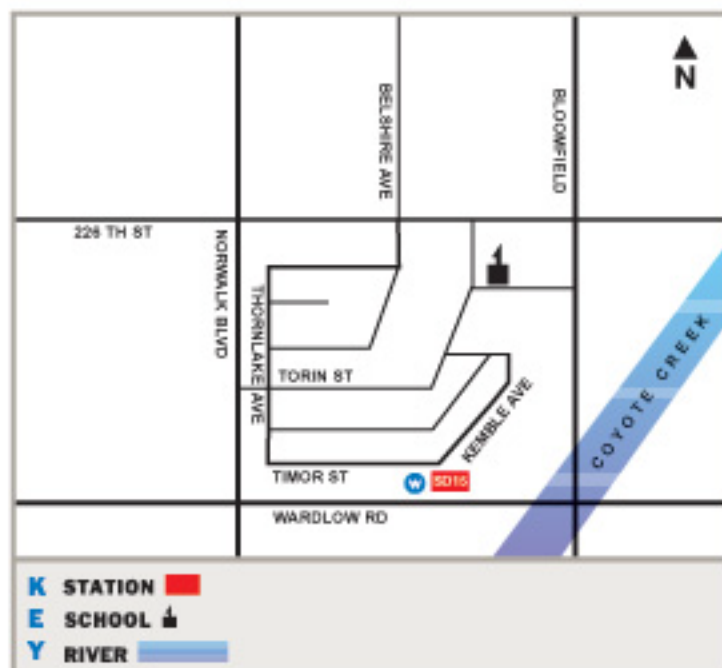 N
BELSHIRE AVE
BLOOMFIELD
226 TH ST
NORWALK BLVD
THORNLAKE AVE
TORIN ST
KEMBLE AVE
COYOTE CREEK
TIMOR ST
W SD15
WARDLOW RD
K STATION
E SCHOOL
Y RIVER